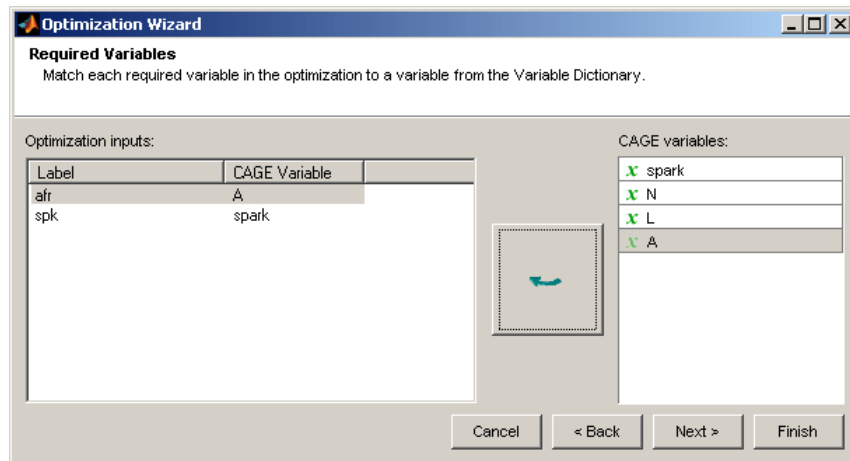 Optimization Wizard
Required Variables
Match each required variable in the optimization to a variable from the Variable Dictionary.
Optimization inputs:
Label CAGE Variable
afr A
spk spark
CAGE variables:
x spark
x N
x L
x A
Cancel < Back Next > Finish